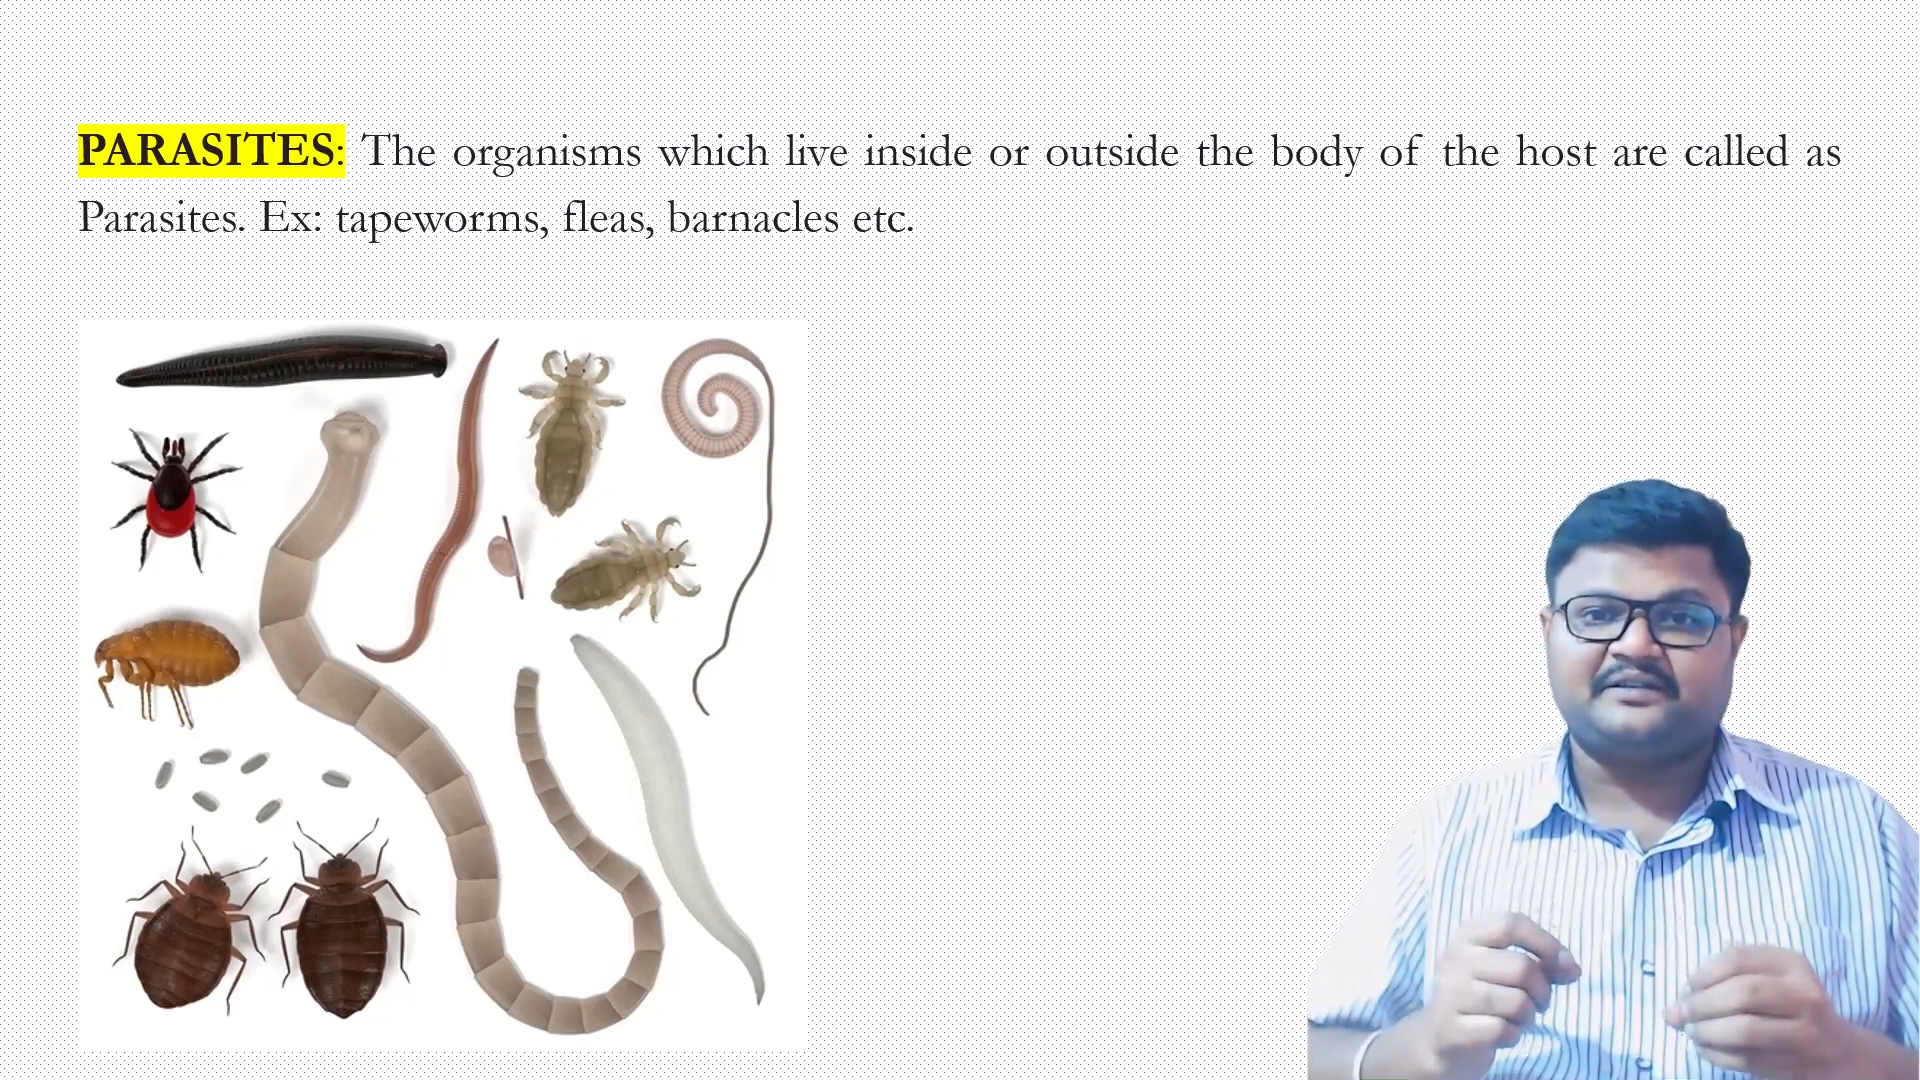 PARASITES: The organisms which live inside or outside the body of the host are called as
Parasites. Ex: tapeworms, fleas, barnacles etc.